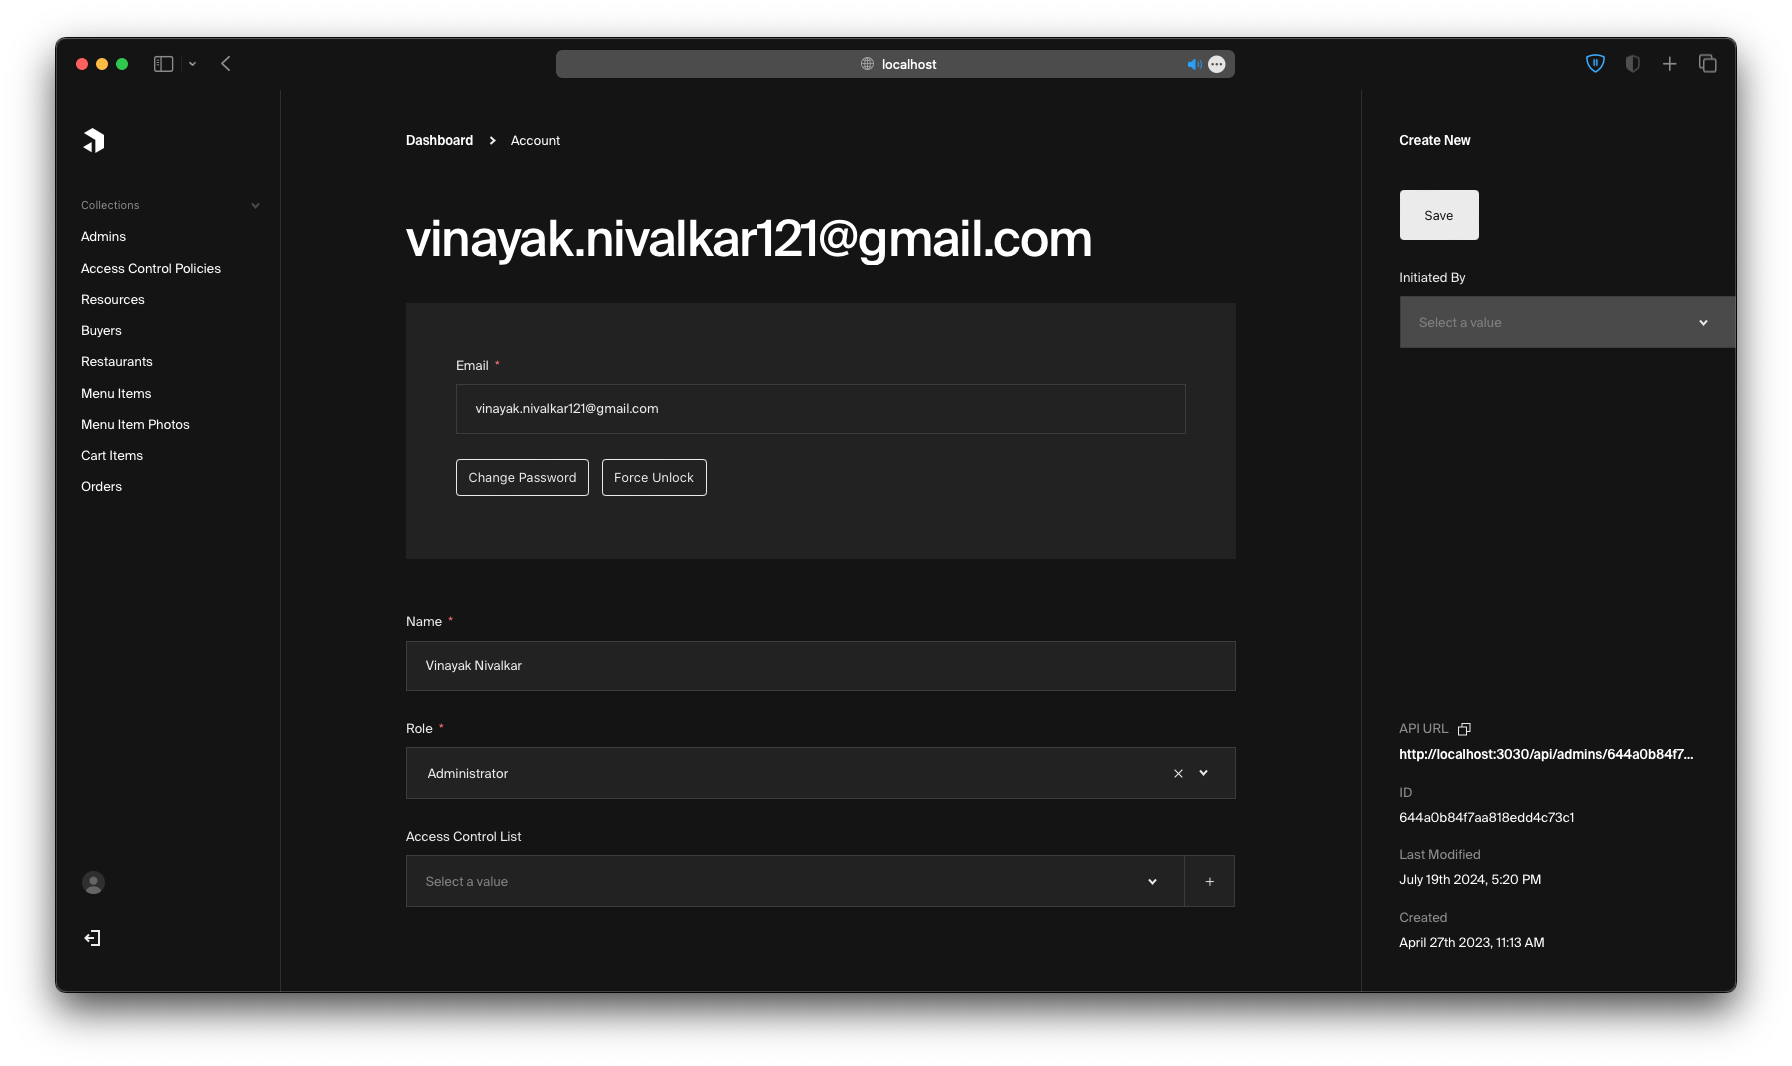 localhost
Collections
Admins
Access Control Policies
Resources
Buyers
Restaurants
Menu Items
Menu Item Photos
Cart Items
Orders
Dashboard Account
vinayak.nivalkar121@gmail.com
Email *
vinayak.nivalkar121@gmail.com
Change Password Force Unlock
Name *
Vinayak Nivalkar
Role *
Administrator
Access Control List
Select a value
Create New
Save
Initiated By
Select a value
API URL
http://localhost:3030/api/admins/644a0b84f7...
ID
644a0b84f7aa818edd4c73c1
Last Modified
July 19th 2024, 5:20 PM
Created
April 27th 2023, 11:13 AM